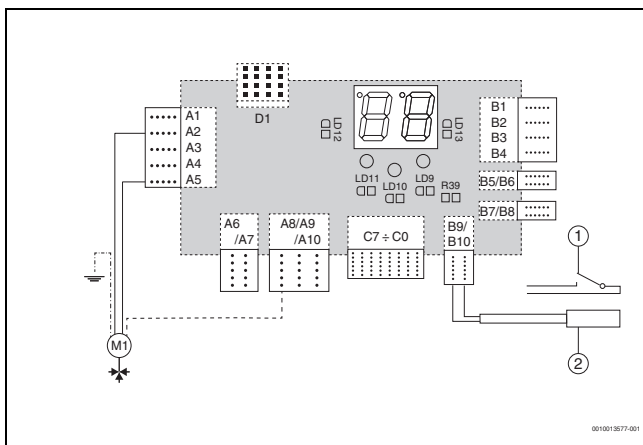 D1
88
LD12
LD13
A1
A2
A3
A4
A5
B1
B2
B3
B4
LD11
LD10
LD9
R39
B5/B6
B7/B8
A6
/A7
A8/A9
/A10
C7 ÷ C0
B9/
B10
1
M1
2
0010013577-001